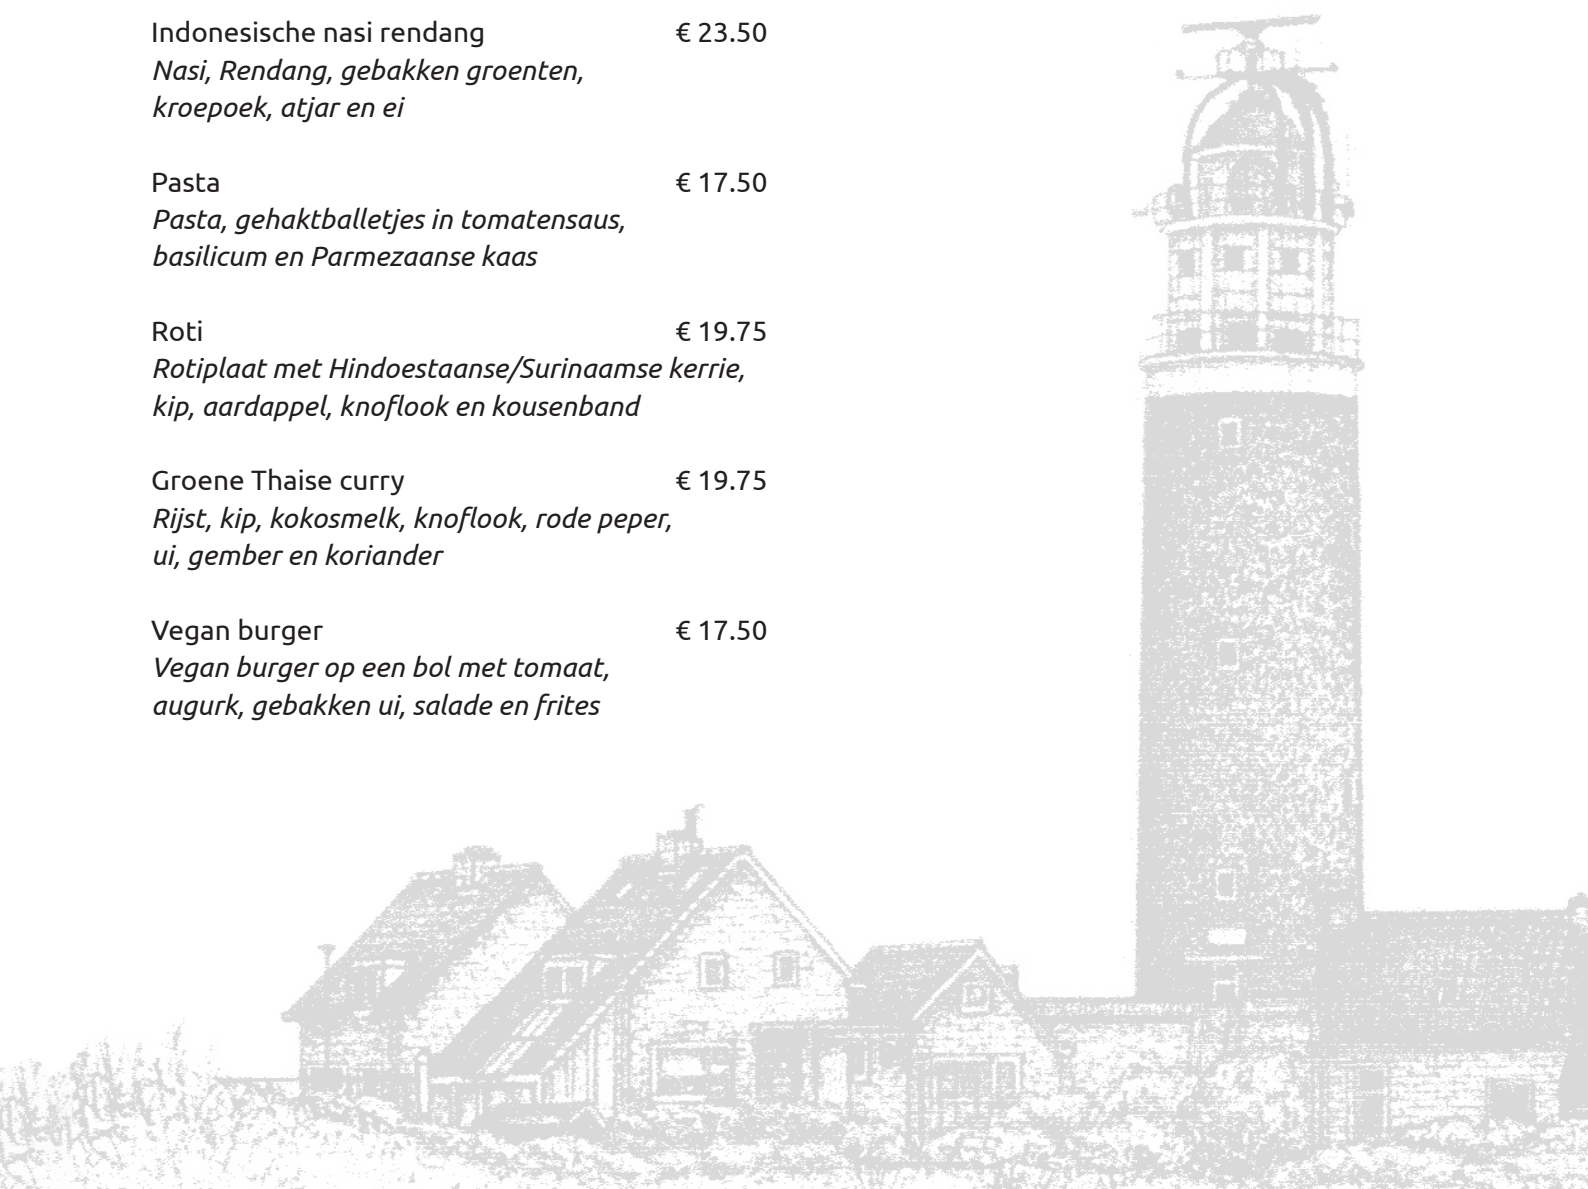 Indonesische nasi rendang € 23.50
Nasi, Rendang, gebakken groenten,
kroepoek, atjar en ei
Pasta € 17.50
Pasta, gehaktballetjes in tomatensaus,
basilicum en Parmezaanse kaas
Roti € 19.75
Rotiplaat met Hindoestaanse/Surinaamse kerrie,
kip, aardappel, knoflook en kousenband
Groene Thaise curry € 19.75
Rijst, kip, kokosmelk, knoflook, rode peper,
ui, gember en koriander
Vegan burger € 17.50
Vegan burger op een bol met tomaat,
augurk, gebakken ui, salade en frites